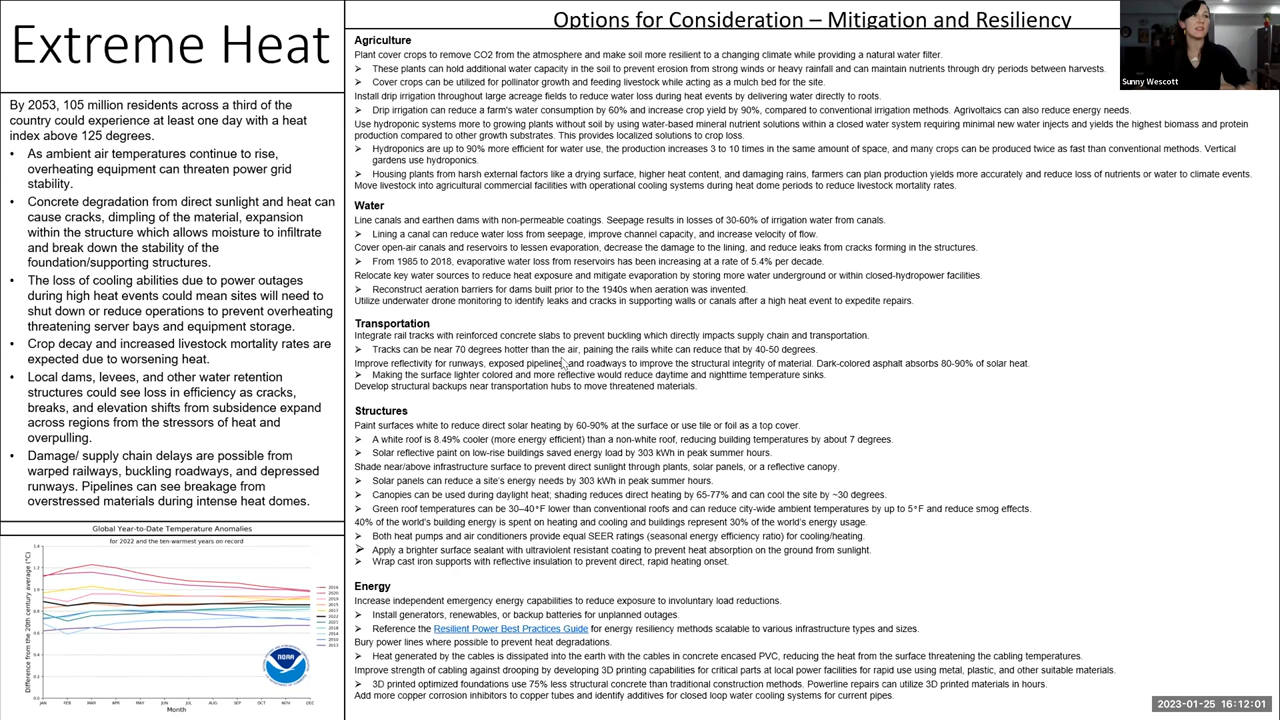 Extreme Heat
By 2053, 105 million residents across a third of the
country could experience at least one day with a heat
index above 125 degrees.
• As ambient air temperatures continue to rise,
overheating equipment can threaten power grid
stability.
• Concrete degradation from direct sunlight and heat can
cause cracks, dimpling of the material, expansion
within the structure which allows moisture to infiltrate
and break down the stability of the
foundation/supporting structures.
• The loss of cooling abilities due to power outages
during high heat events could mean sites will need to
shut down or reduce operations to prevent overheating
threatening server bays and equipment storage.
• Crop decay and increased livestock mortality rates are
expected due to worsening heat.
• Local dams, levees, and other water retention
structures could see loss in efficiency as cracks,
breaks, and elevation shifts from subsidence expand
across regions from the stressors of heat and
overpulling.
• Damage/ supply chain delays are possible from
warped railways, buckling roadways, and depressed
runways. Pipelines can see breakage from
overstressed materials during intense heat domes.
Global Year-to-Date Temperature Anomalies
for 2022 and the ten-warmest years on record
Difference from the 20th century average (°C)
1.4
1.2
1.0
0.8
0.6
0.4
0.2
0.0
JAN FEB MAR APR MAY JUN JUL AUG SEP OCT NOV DEC
Month
2016
2020
2019
2015
2017
2022
2021
2018
2014
2010
2013
NOAA
Options for Consideration – Mitigation and Resiliency
Agriculture
Plant cover crops to remove CO2 from the atmosphere and make soil more resilient to a changing climate while providing a natural water filter.
➢ These plants can hold additional water capacity in the soil to prevent erosion from strong winds or heavy rainfall and can maintain nutrients through dry periods between harvests.
➢ Cover crops can be utilized for pollinator growth and feeding livestock while acting as a mulch bed for the site.
Install drip irrigation throughout large acreage fields to reduce water loss during heat events by delivering water directly to roots.
➢ Drip irrigation can reduce a farm's water consumption by 60% and increase crop yield by 90%, compared to conventional irrigation methods. Agrivoltaics can also reduce energy needs.
Use hydroponic systems more to growing plants without soil by using water-based mineral nutrient solutions within a closed water system requiring minimal new water injects and yields the highest biomass and protein
production compared to other growth substrates. This provides localized solutions to crop loss.
➢ Hydroponics are up to 90% more efficient for water use, the production increases 3 to 10 times in the same amount of space, and many crops can be produced twice as fast than conventional methods. Vertical
gardens use hydroponics.
➢ Housing plants from harsh external factors like a drying surface, higher heat content, and damaging rains, farmers can plan production yields more accurately and reduce loss of nutrients or water to climate events.
Move livestock into agricultural commercial facilities with operational cooling systems during heat dome periods to reduce livestock mortality rates.
Water
Line canals and earthen dams with non-permeable coatings. Seepage results in losses of 30-60% of irrigation water from canals.
➢ Lining a canal can reduce water loss from seepage, improve channel capacity, and increase velocity of flow.
Cover open-air canals and reservoirs to lessen evaporation, decrease the damage to the lining, and reduce leaks from cracks forming in the structures.
➢ From 1985 to 2018, evaporative water loss from reservoirs has been increasing at a rate of 5.4% per decade.
Relocate key water sources to reduce heat exposure and mitigate evaporation by storing more water underground or within closed-hydropower facilities.
➢ Reconstruct aeration barriers for dams built prior to the 1940s when aeration was invented.
Utilize underwater drone monitoring to identify leaks and cracks in supporting walls or canals after a high heat event to expedite repairs.
Transportation
Integrate rail tracks with reinforced concrete slabs to prevent buckling which directly impacts supply chain and transportation.
➢ Tracks can be near 70 degrees hotter than the air, paining the rails white can reduce that by 40-50 degrees.
Improve reflectivity for runways, exposed pipelines, and roadways to improve the structural integrity of material. Dark-colored asphalt absorbs 80-90% of solar heat.
➢ Making the surface lighter colored and more reflective would reduce daytime and nighttime temperature sinks.
Develop structural backups near transportation hubs to move threatened materials.
Structures
Paint surfaces white to reduce direct solar heating by 60-90% at the surface or use tile or foil as a top cover.
➢ A white roof is 8.49% cooler (more energy efficient) than a non-white roof, reducing building temperatures by about 7 degrees.
➢ Solar reflective paint on low-rise buildings saved energy load by 303 kWh in peak summer hours.
Shade near/above infrastructure surface to prevent direct sunlight through plants, solar panels, or a reflective canopy.
➢ Solar panels can reduce a site's energy needs by 303 kWh in peak summer hours.
➢ Canopies can be used during daylight heat; shading reduces direct heating by 65-77% and can cool the site by ~30 degrees.
➢ Green roof temperatures can be 30–40°F lower than conventional roofs and can reduce city-wide ambient temperatures by up to 5°F and reduce smog effects.
40% of the world's building energy is spent on heating and cooling and buildings represent 30% of the world's energy usage.
➢ Both heat pumps and air conditioners provide equal SEER ratings (seasonal energy efficiency ratio) for cooling/heating.
➢ Apply a brighter surface sealant with ultraviolet resistant coating to prevent heat absorption on the ground from sunlight.
➢ Wrap cast iron supports with reflective insulation to prevent direct, rapid heating onset.
Energy
Increase independent emergency energy capabilities to reduce exposure to involuntary load reductions.
➢ Install generators, renewables, or backup batteries for unplanned outages.
➢ Reference the Resilient Power Best Practices Guide for energy resiliency methods scalable to various infrastructure types and sizes.
Bury power lines where possible to prevent heat degradations.
➢ Heat generated by the cables is dissipated into the earth with the cables in concrete encased PVC, reducing the heat from the surface threatening the cabling temperatures.
Improve strength of cabling against drooping by developing 3D printing capabilities for critical parts at local power facilities for rapid use using metal, plastic, and other suitable materials.
➢ 3D printed optimized foundations use 75% less structural concrete than traditional construction methods. Powerline repairs can utilize 3D printed materials in hours.
Add more copper corrosion inhibitors to copper tubes and identify additives for closed loop water cooling systems for current pipes.
Sunny Wescott
2023-01-25 16:12:01